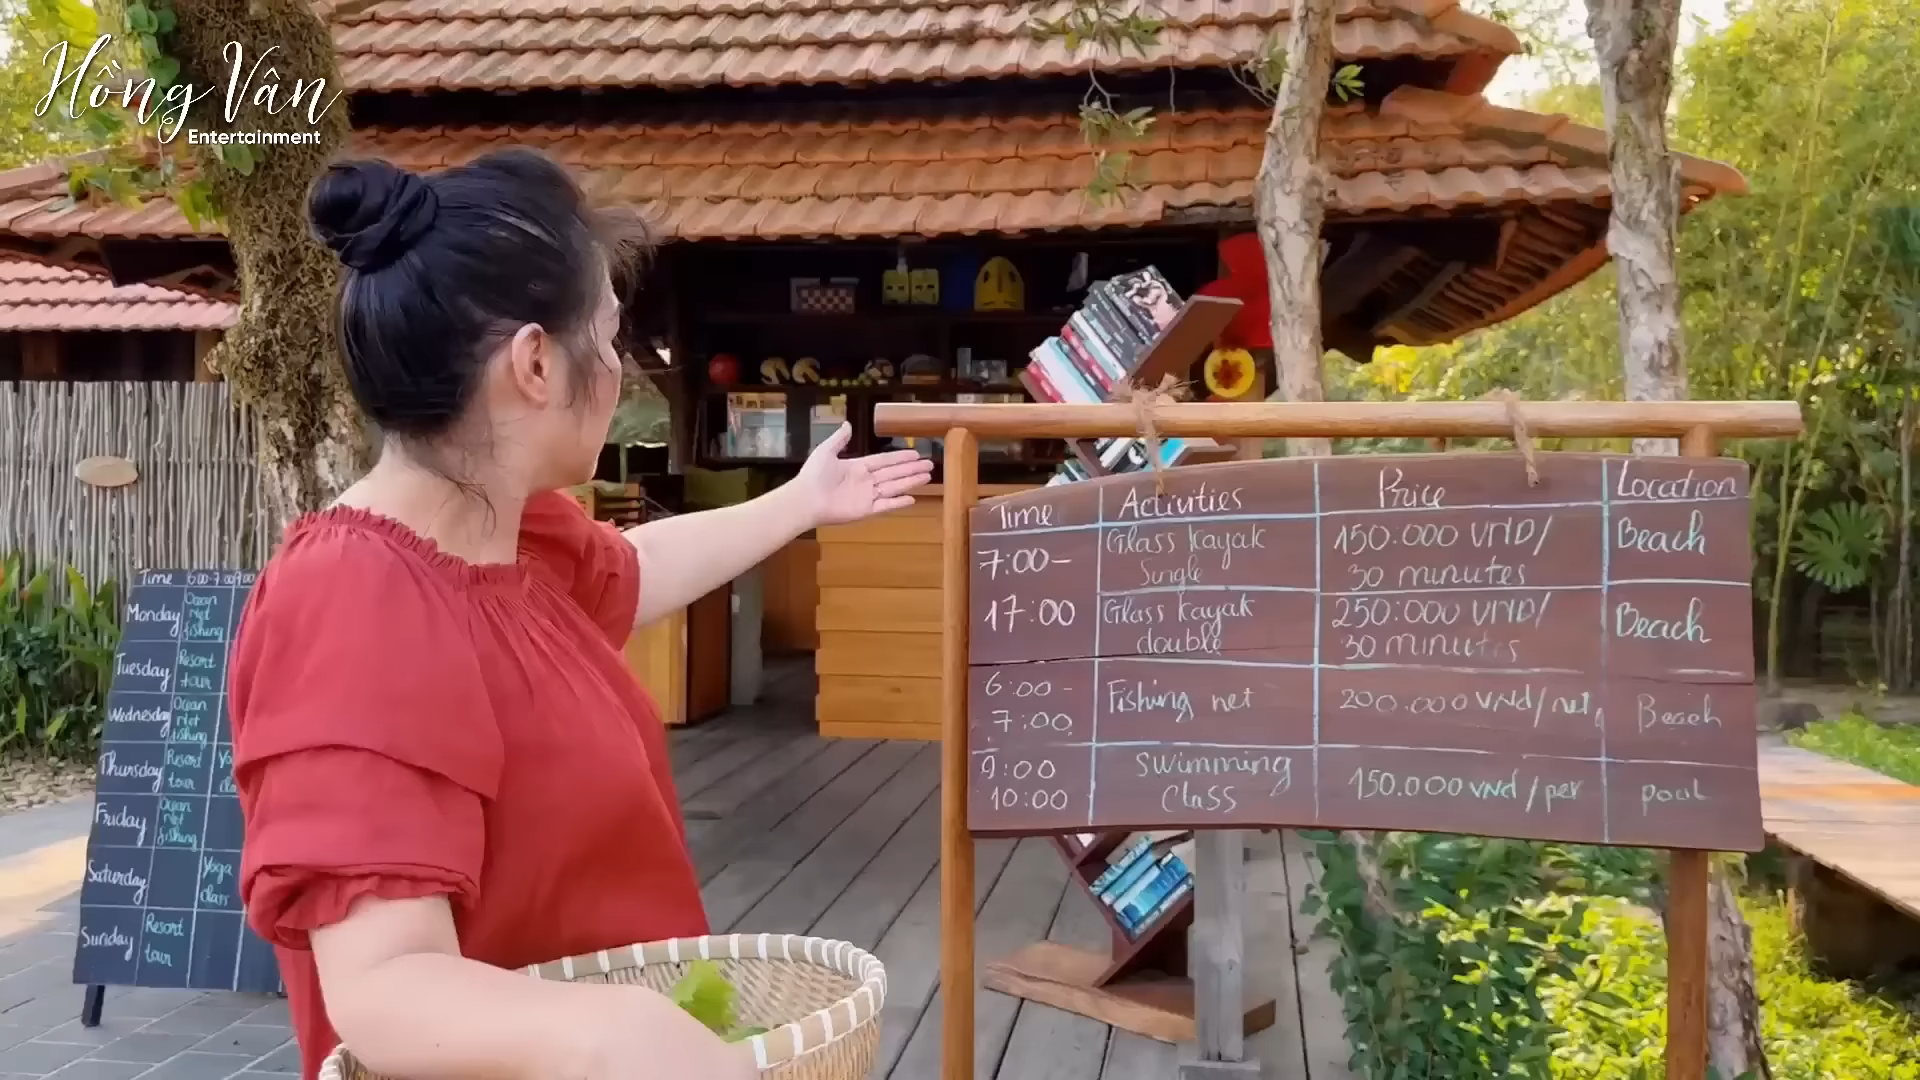 Hồng Vân
Entertainment
Time 6:00-7:00
Monday Ocean Net fishing
Tuesday Resort tour
Wednesday Ocean Net fishing
Thursday Resort tour
Friday Ocean Net fishing
Saturday Yoga class
Sunday Resort tour
Time Activities Price Location
7:00- Glass kayak 150:000 VND/ Beach
Single 30 minutes
17:00 Glass kayak 250:000 VND/ Beach
double 30 minutes
6:00- Fishing net 200.000 VNd/net Beach
7:00
9:00 Swimming 150.000 VNd/per pool
10:00 Class